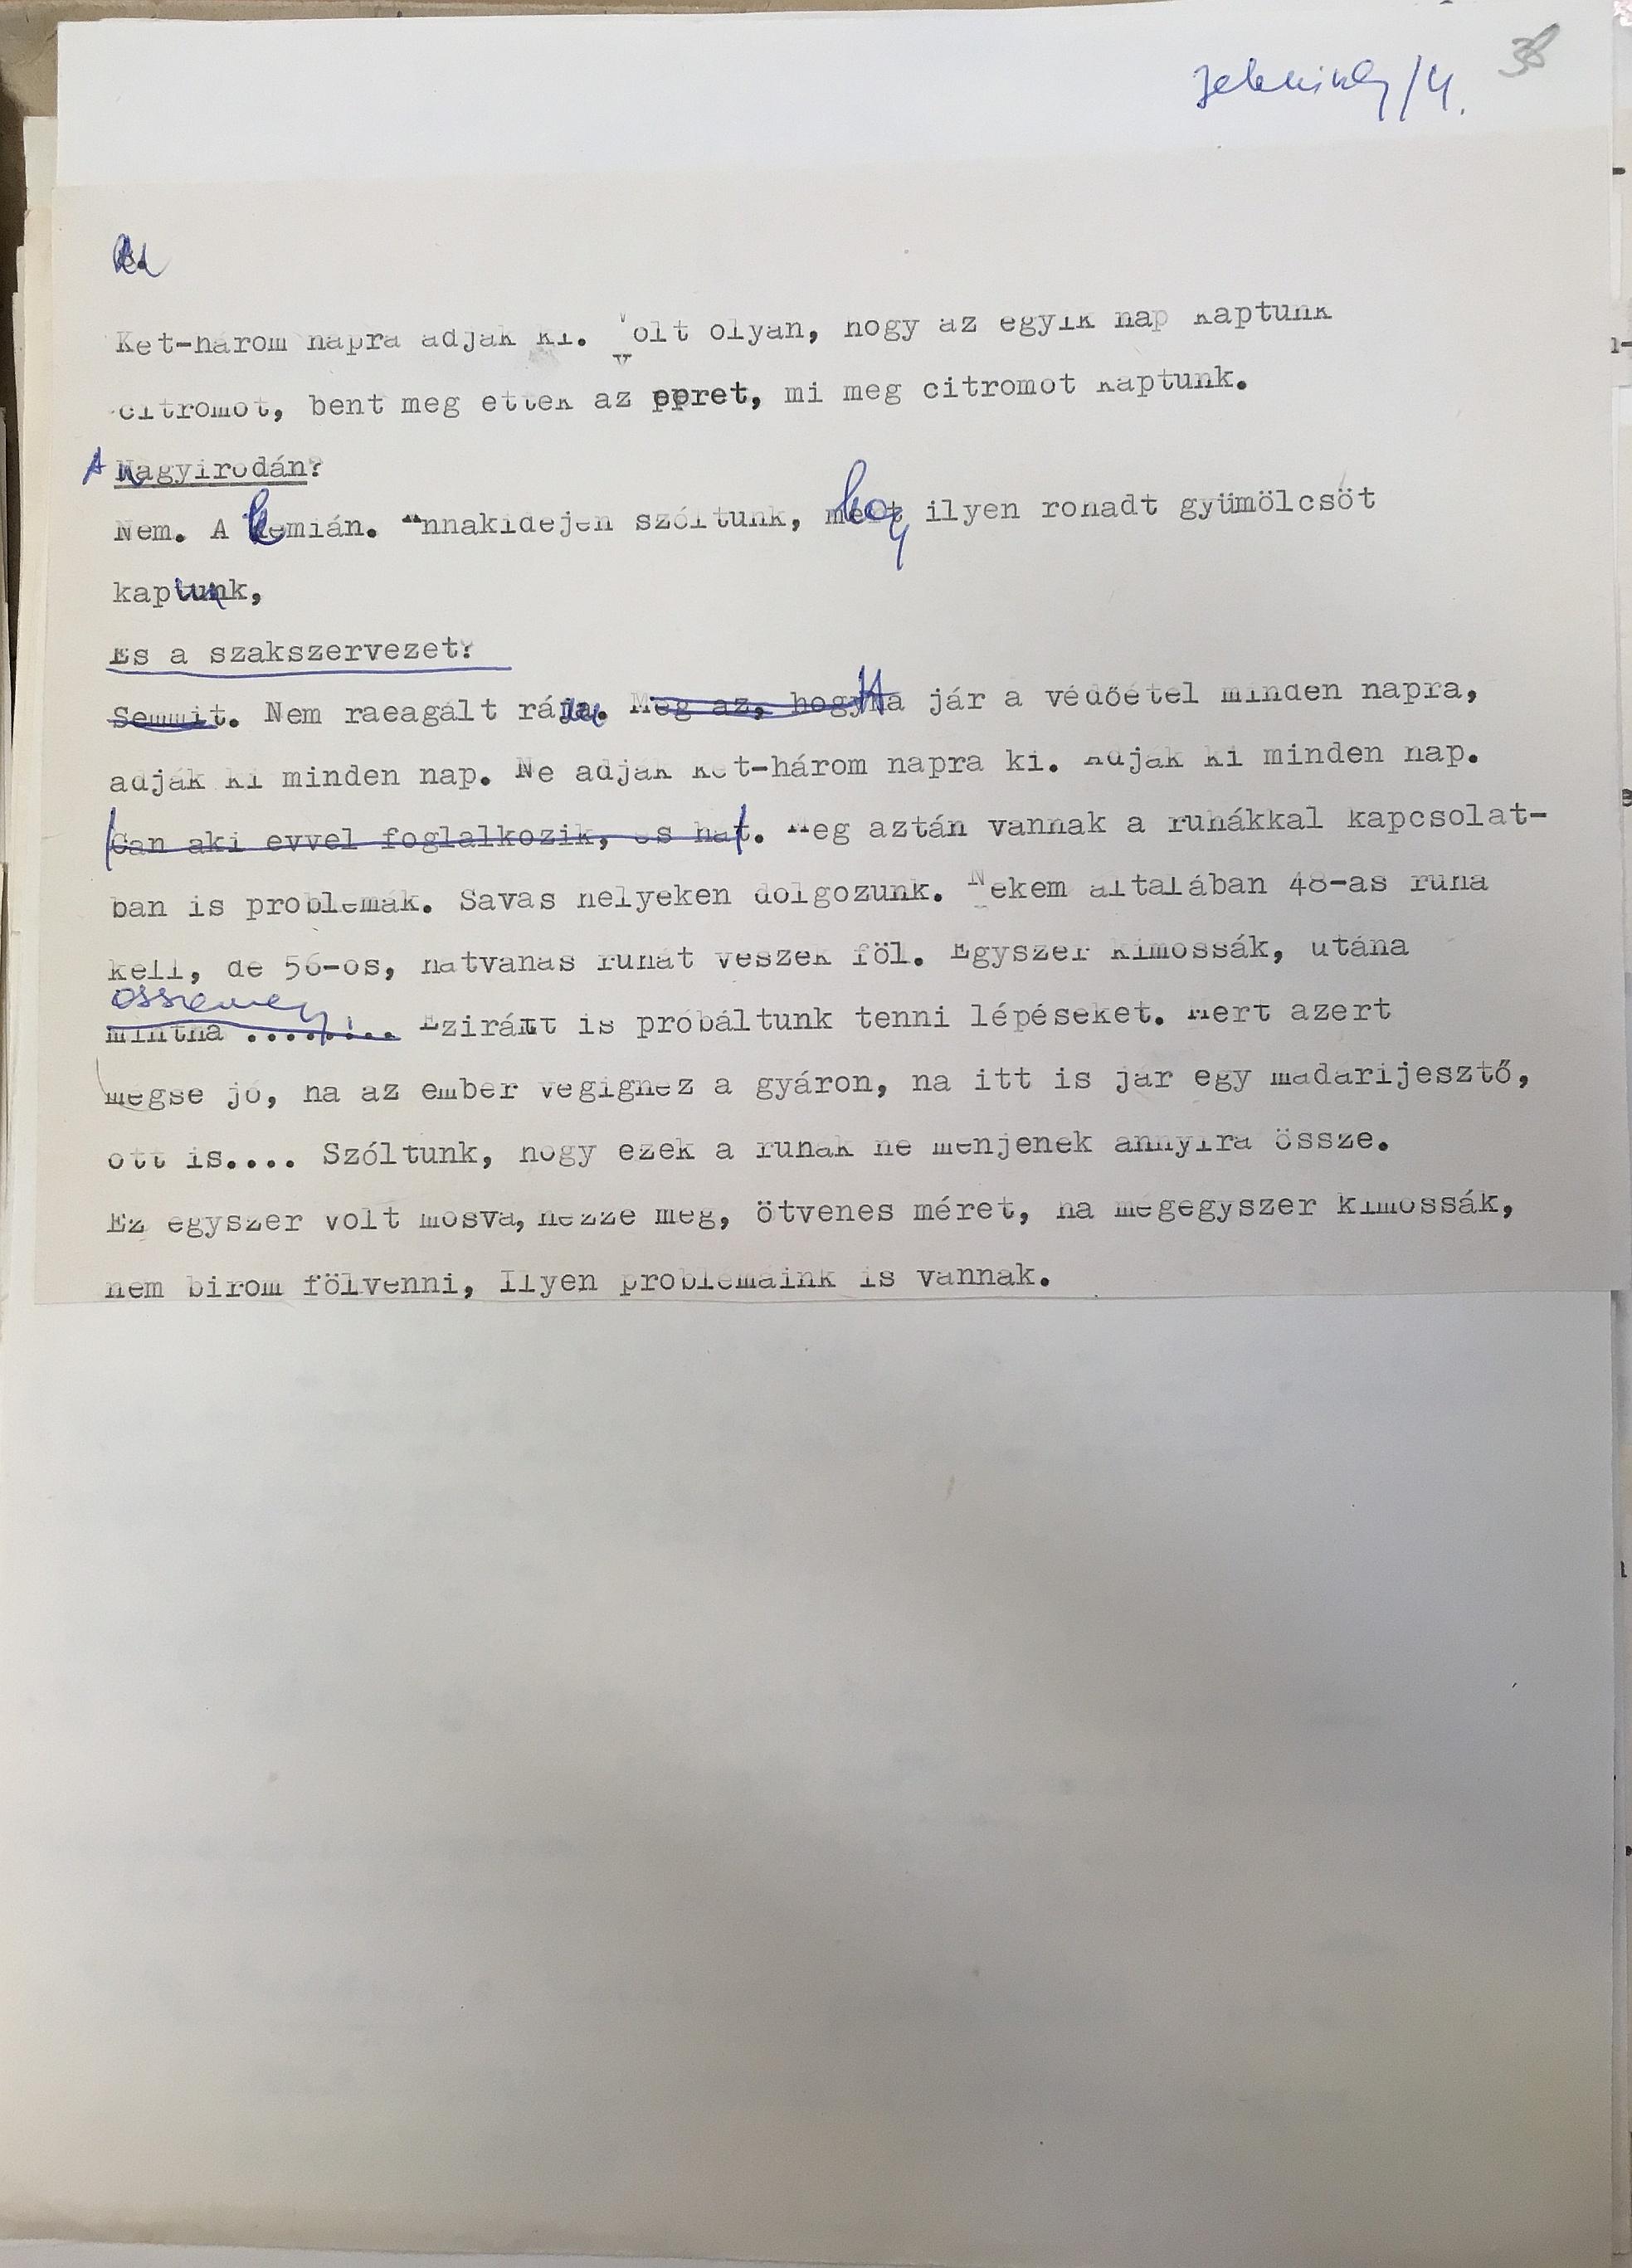 38
/4.
Két-három napra adják ki. Volt olyan, hogy az egyik nap kaptunk
citromot, bent meg ették az epret, mi meg citromot kaptunk.
A Nagyirodán?
Nem. A kémián. Annakidején szóltunk, hogy ilyen rohadt gyümölcsöt
kaptunk,
És a szakszervezet?
Semmit. Nem raeagált rá. Meg az, hogy Ha jár a védőétel minden napra,
adják ki minden nap. Ne adják két-három napra ki. Adják ki minden nap.
Can aki evvel foglalkozik, és hat. Meg aztán vannak a ruhákkal kapcsolat-
ban is problémák. Savas helyeken dolgozunk. Nekem általában 48-as ruha
kell, de 56-os, hatvanas ruhát veszek föl. Egyszer kimossák, utána
összemegy
mintha ........ Eziránt is próbáltunk tenni lépéseket. Mert azért
mégse jó, ha az ember végignéz a gyáron, ha itt is jár egy madárijesztő,
ott is.... Szóltunk, hogy ezek a ruhák ne menjenek annyira össze.
Ez egyszer volt mosva, nézze meg, ötvenes méret, ha mégegyszer kimossák,
nem birom fölvenni, Ilyen problémáink is vannak.